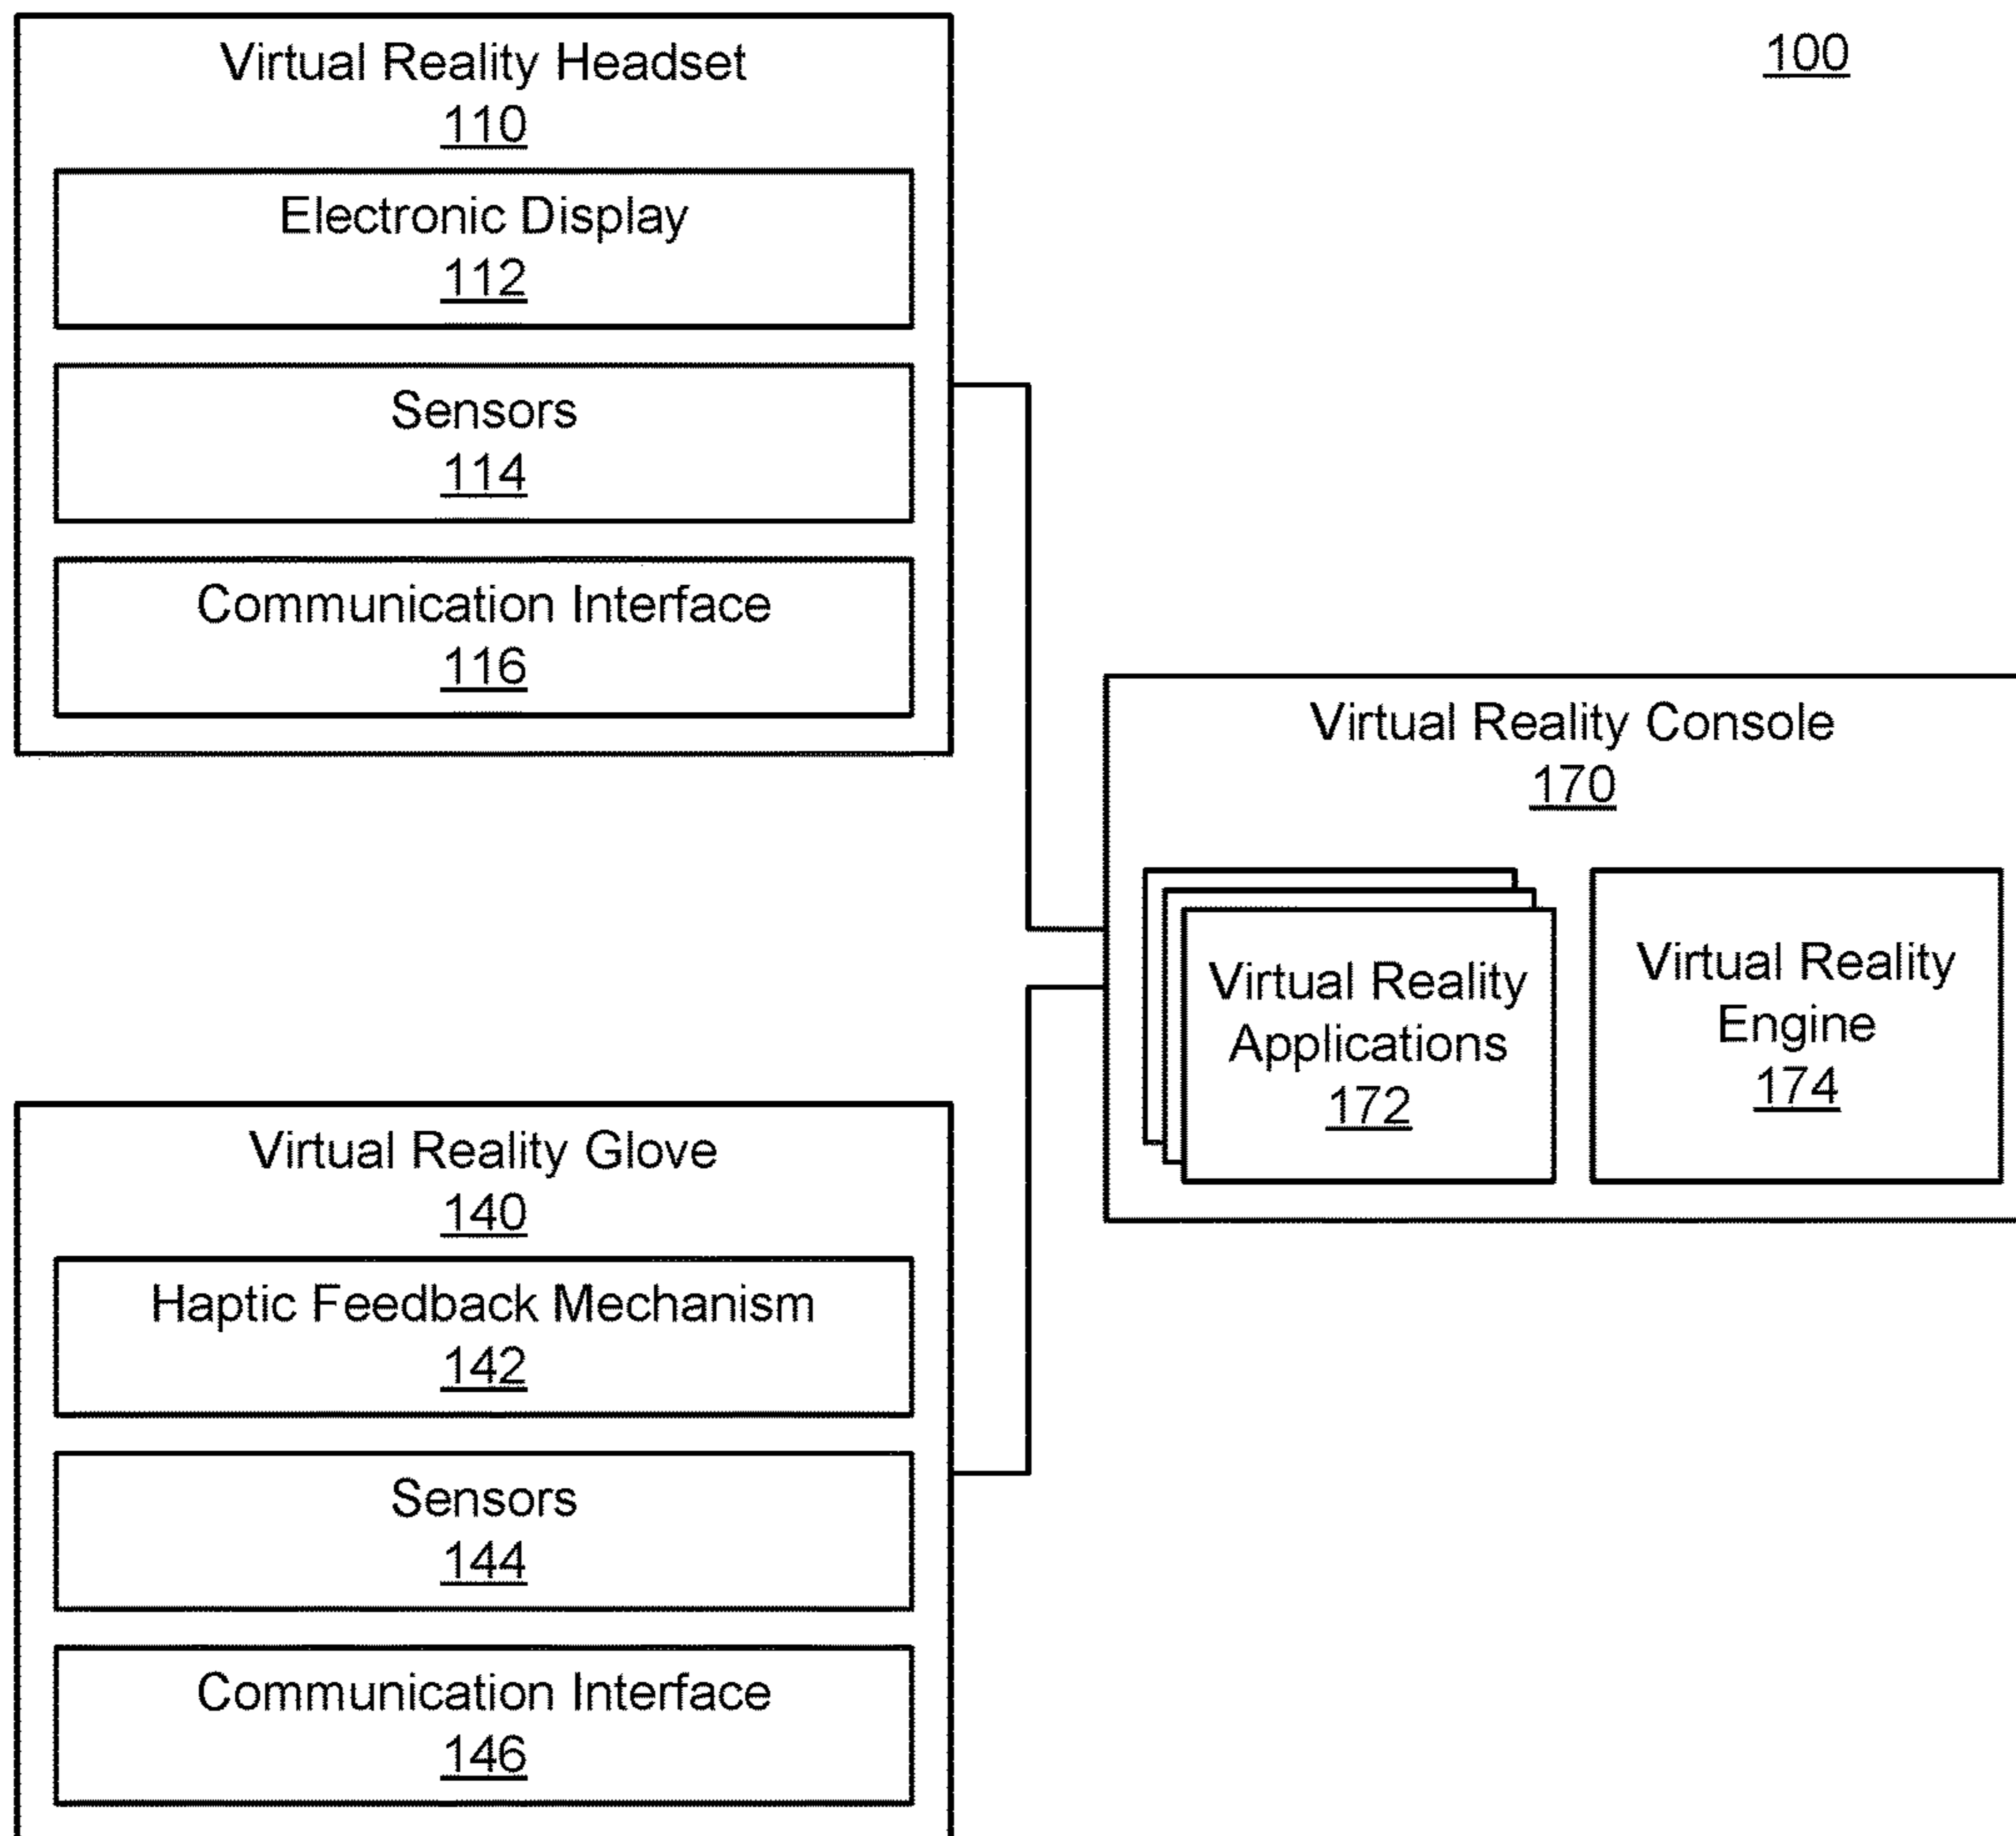 100
Virtual Reality Headset
110
Electronic Display
112
Sensors
114
Communication Interface
116
Virtual Reality Console
170
Virtual Reality
Applications
172
Virtual Reality
Engine
174
Virtual Reality Glove
140
Haptic Feedback Mechanism
142
Sensors
144
Communication Interface
146